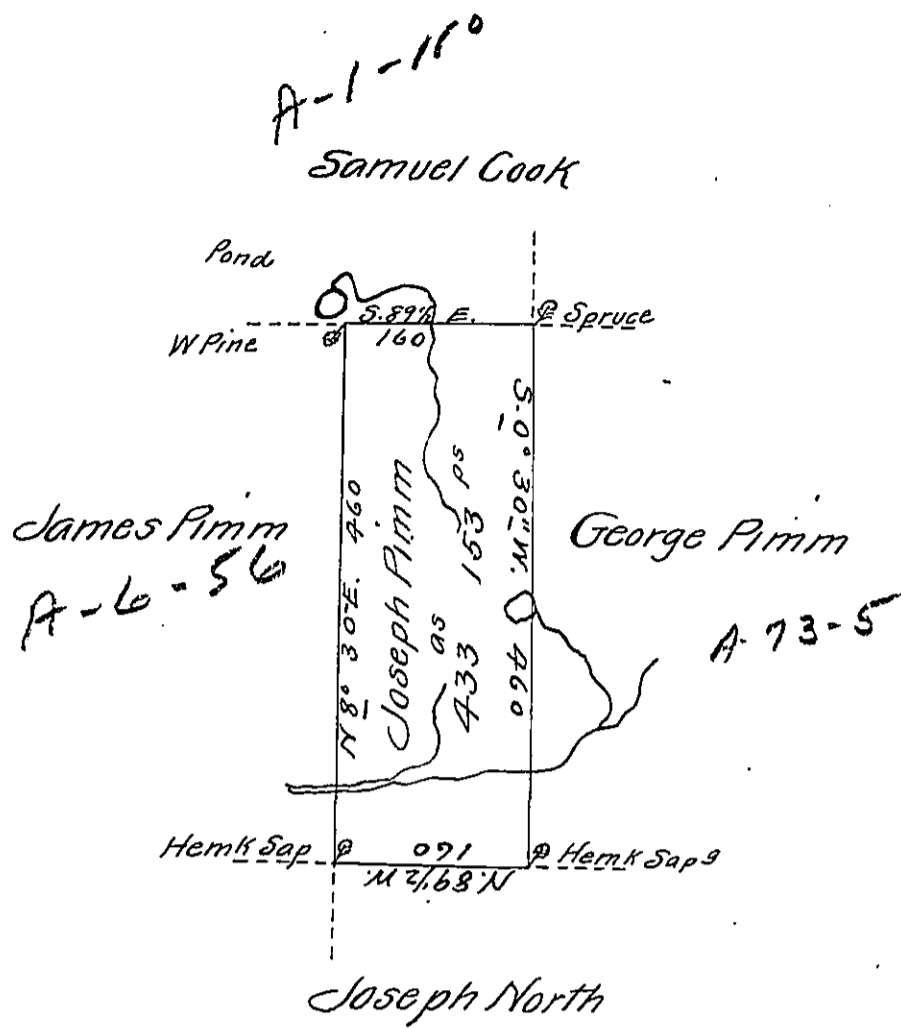 A-1-110
Samuel Cook
Pond
S. 89½ E.
Spruce
W Pine
160
James Pimm
A-6-56
N 8° 30' E. 460
Joseph Pimm
as ps
433 153
S. 0° 30" W. 460
George Pimm
A-73-5
Hemk Sap
160
Hemk Sap 9
N. 89½ W.
Joseph North